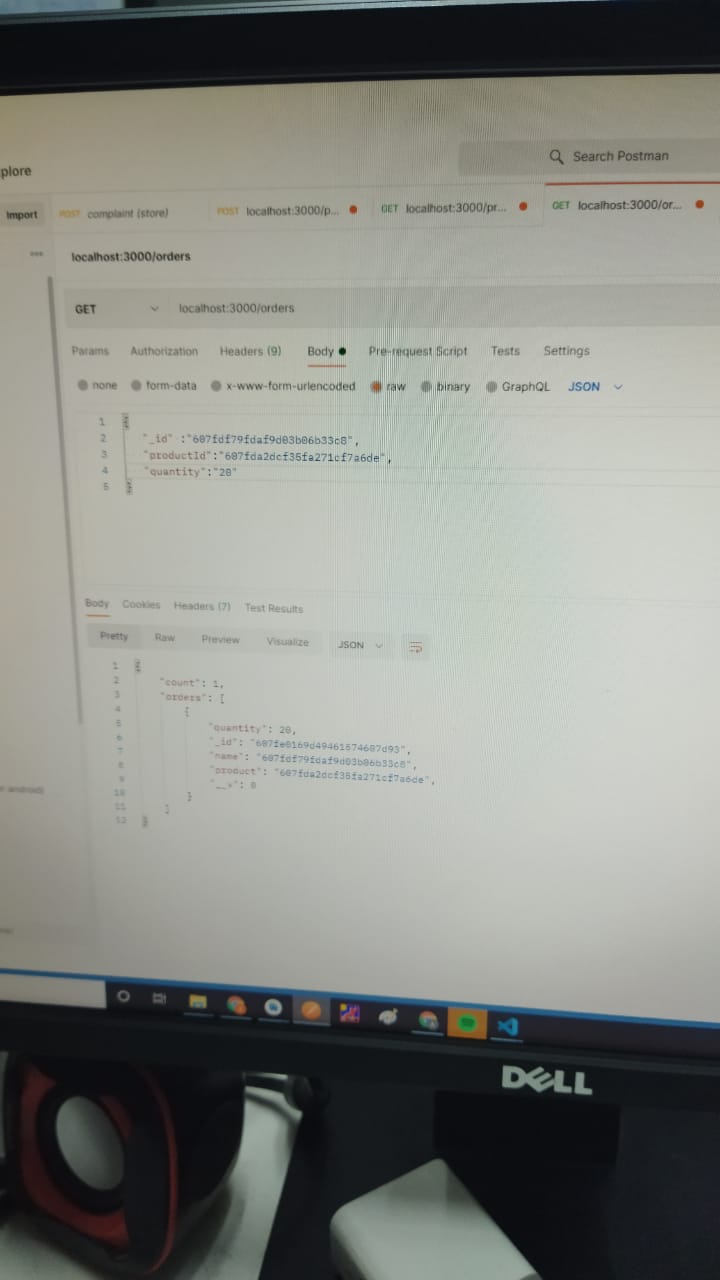 plore
Search Postman
Import
POST complaint (store)
POST localhost:3000/p...
GET localhost:3000/pr...
GET localhost:3000/or...
localhost:3000/orders
GET localhost:3000/orders
Params Authorization Headers (9) Body Pre-request Script Tests Settings
none form-data x-www-form-urlencoded raw binary GraphQL JSON
1 {
2 "_id" :"607fdf79fdaf9d03b06b33c8",
3 "productId":"607fda2dcf35fa271cf7a6de",
4 "quantity":"20"
5 }
Body Cookies Headers (7) Test Results
Pretty Raw Preview Visualize JSON
1 {
2 "count": 1,
3 "orders": [
4 {
5 "quantity": 20,
6 "_id": "607fe0169d49461574607d93",
7 "name": "607fdf79fdaf9d03b06b33c8",
8 "product": "607fda2dcf35fa271cf7a6de",
9 "__v": 0
10 }
11 ]
12 }
DELL